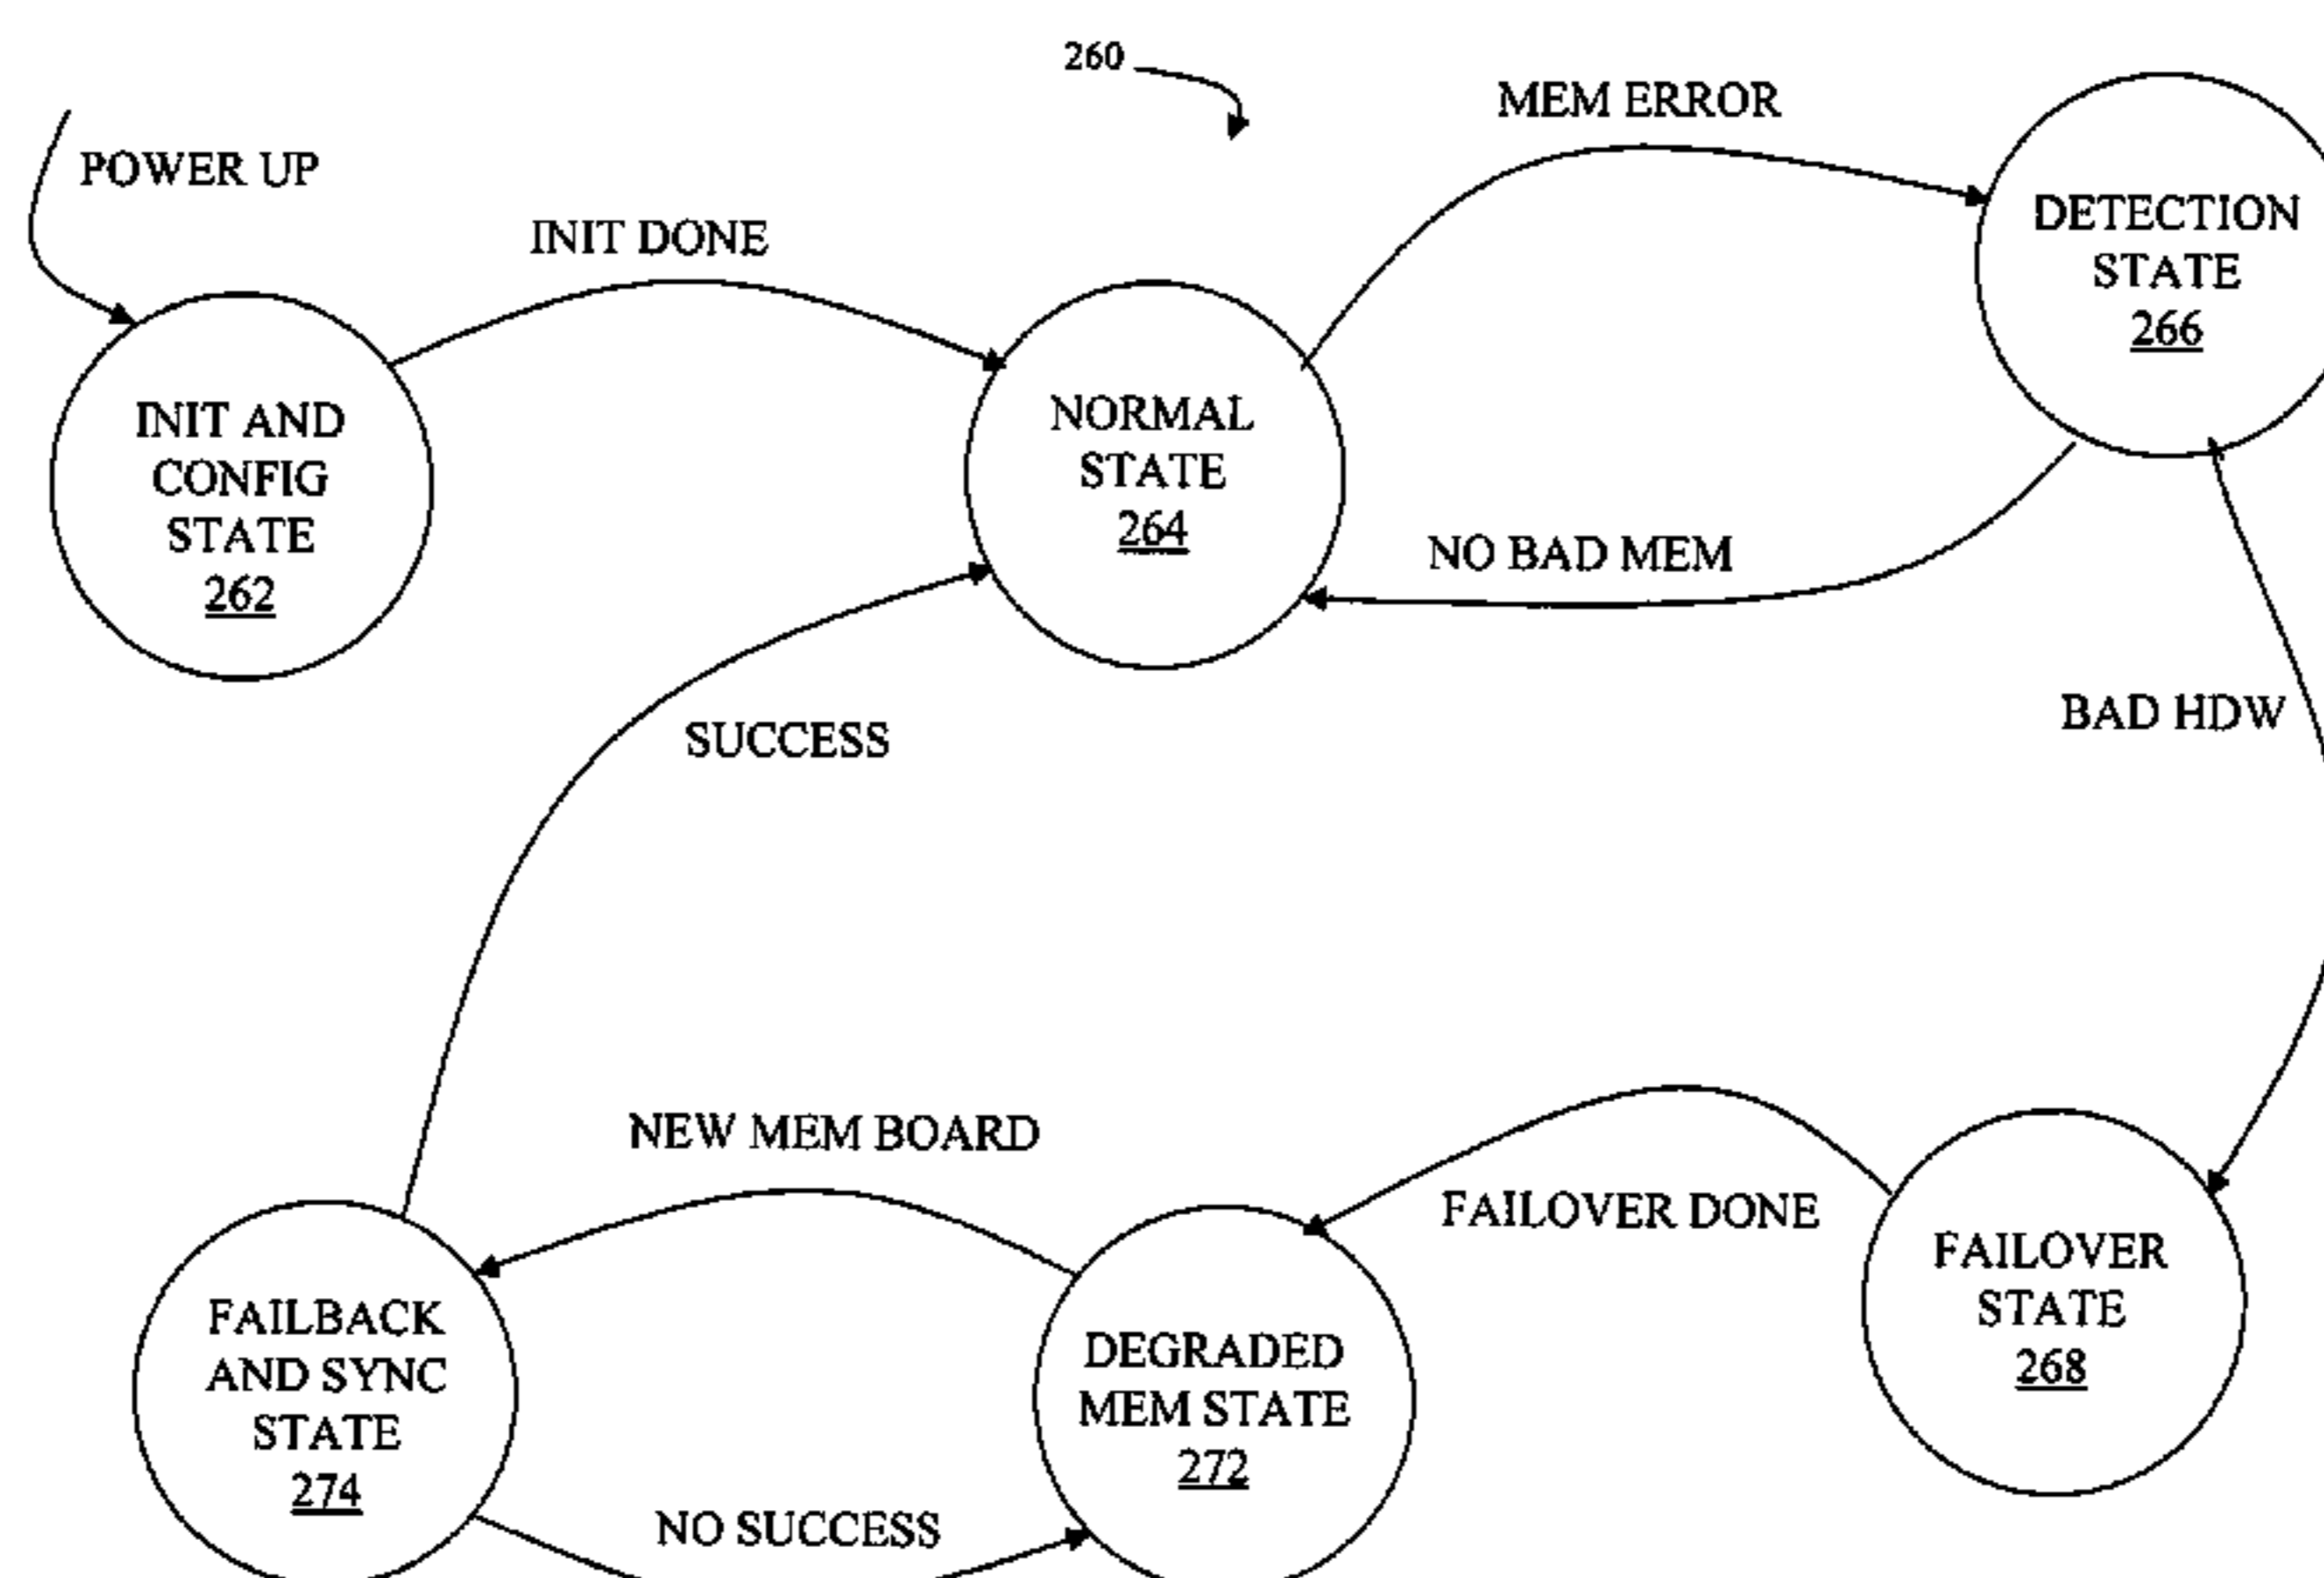 260
MEM ERROR
POWER UP
INIT DONE
DETECTION
STATE
266
INIT AND
CONFIG
STATE
262
NORMAL
STATE
264
NO BAD MEM
BAD HDW
SUCCESS
NEW MEM BOARD
FAILOVER DONE
FAILOVER
STATE
268
FAILBACK
AND SYNC
STATE
274
DEGRADED
MEM STATE
272
NO SUCCESS